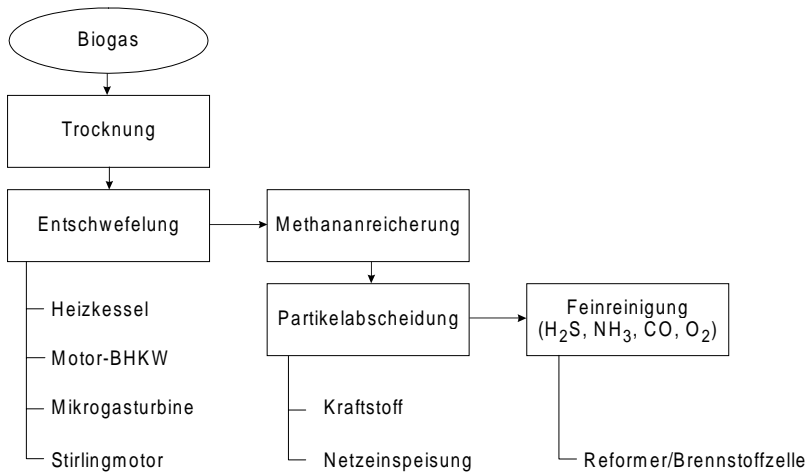 Biogas
Trocknung
Entschwefelung
Methananreicherung
Heizkessel
Motor-BHKW
Mikrogasturbine
Stirlingmotor
Partikelabscheidung
Kraftstoff
Netzeinspeisung
Feinreinigung
(H₂S, NH₃, CO, O₂)
Reformer/Brennstoffzelle